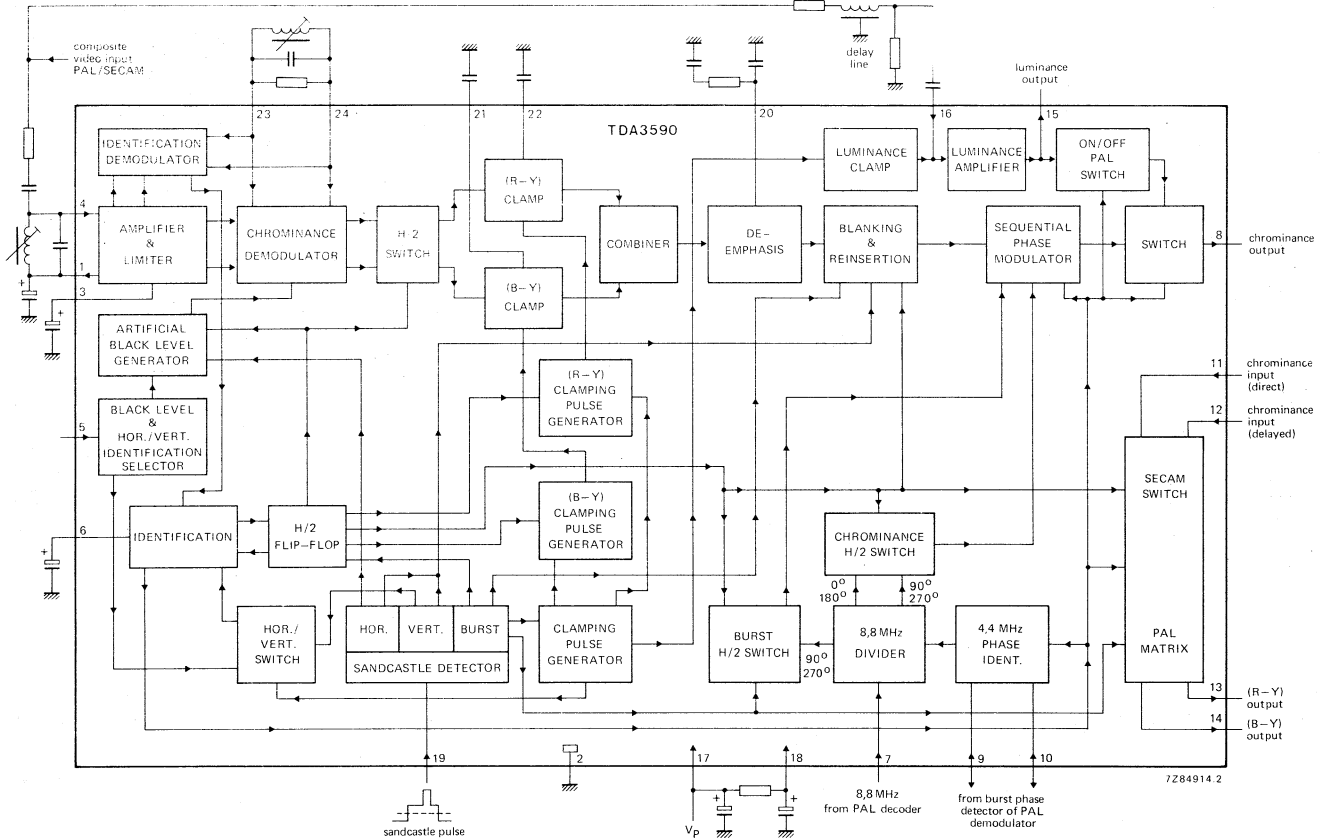 composite
video input
PAL/SECAM
delay
line
luminance
output
23
24
21
22
20
16
15
TDA3590
IDENTIFICATION
DEMODULATOR
LUMINANCE
CLAMP
LUMINANCE
AMPLIFIER
ON/OFF
PAL
SWITCH
4
AMPLIFIER
&
LIMITER
CHROMINANCE
DEMODULATOR
H-2
SWITCH
(R−Y)
CLAMP
(B−Y)
CLAMP
COMBINER
DE-
EMPHASIS
BLANKING
&
REINSERTION
SEQUENTIAL
PHASE
MODULATOR
SWITCH
8
chrominance
output
1
3
ARTIFICIAL
BLACK LEVEL
GENERATOR
(R−Y)
CLAMPING
PULSE
GENERATOR
11
chrominance
input
(direct)
BLACK LEVEL
&
HOR./VERT.
IDENTIFICATION
SELECTOR
5
12
chrominance
input
(delayed)
SECAM
SWITCH
(B−Y)
CLAMPING
PULSE
GENERATOR
6
IDENTIFICATION
H/2
FLIP−FLOP
CHROMINANCE
H/2 SWITCH
0°
180°
90°
270°
HOR./
VERT.
SWITCH
HOR.
VERT.
BURST
SANDCASTLE DETECTOR
CLAMPING
PULSE
GENERATOR
BURST
H/2 SWITCH
90°
270°
8,8 MHz
DIVIDER
4,4 MHz
PHASE
IDENT.
PAL
MATRIX
13
(R−Y)
output
14
(B−Y)
output
19
2
17
18
7
9
10
7Z84914.2
sandcastle pulse
VP
8,8 MHz
from PAL decoder
from burst phase
detector of PAL
demodulator